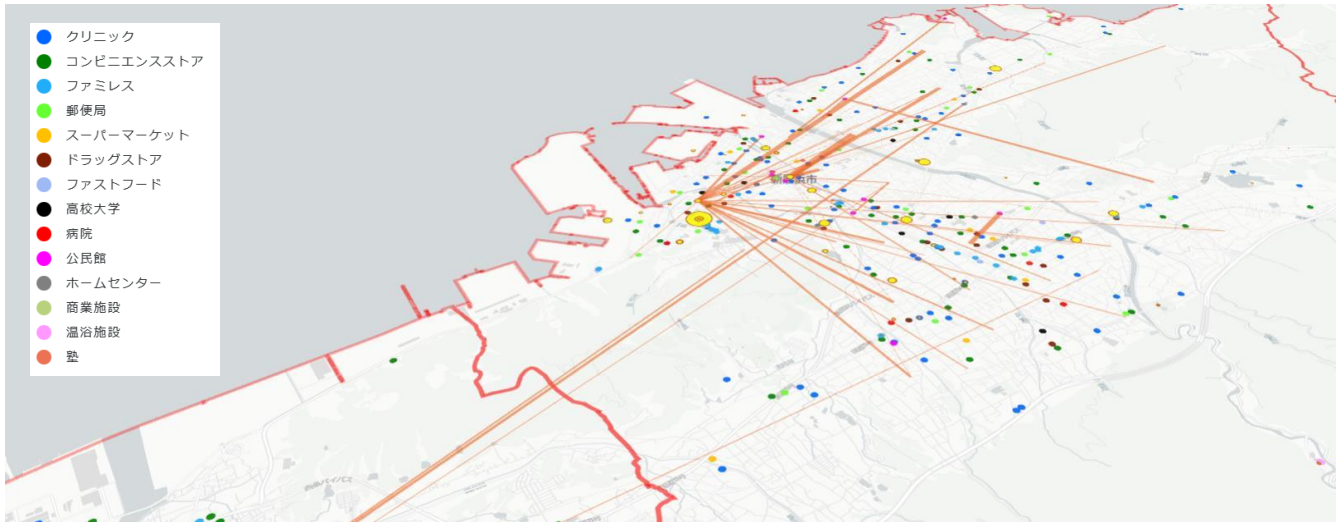 クリニック
コンビニエンスストア
ファミレス
郵便局
スーパーマーケット
ドラッグストア
ファストフード
高校大学
病院
公民館
ホームセンター
商業施設
温浴施設
塾